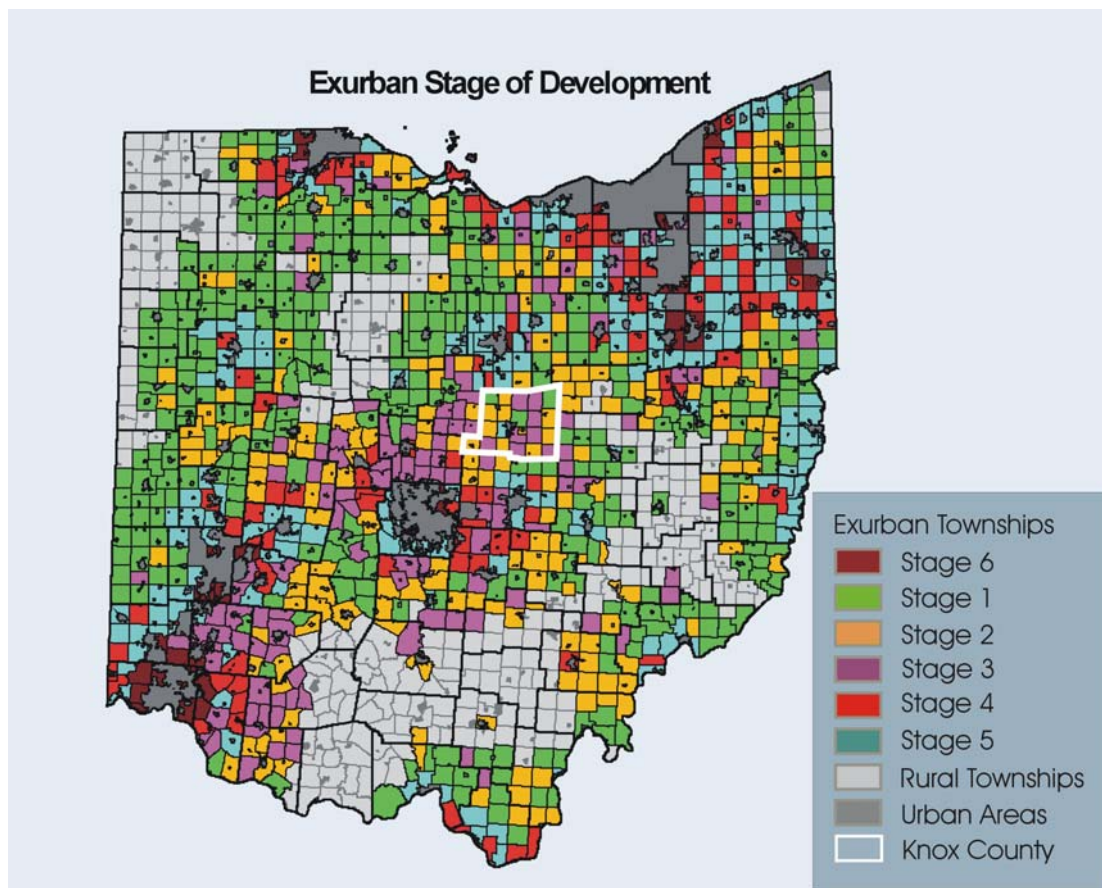 Exurban Stage of Development
Exurban Townships
Stage 6
Stage 1
Stage 2
Stage 3
Stage 4
Stage 5
Rural Townships
Urban Areas
Knox County